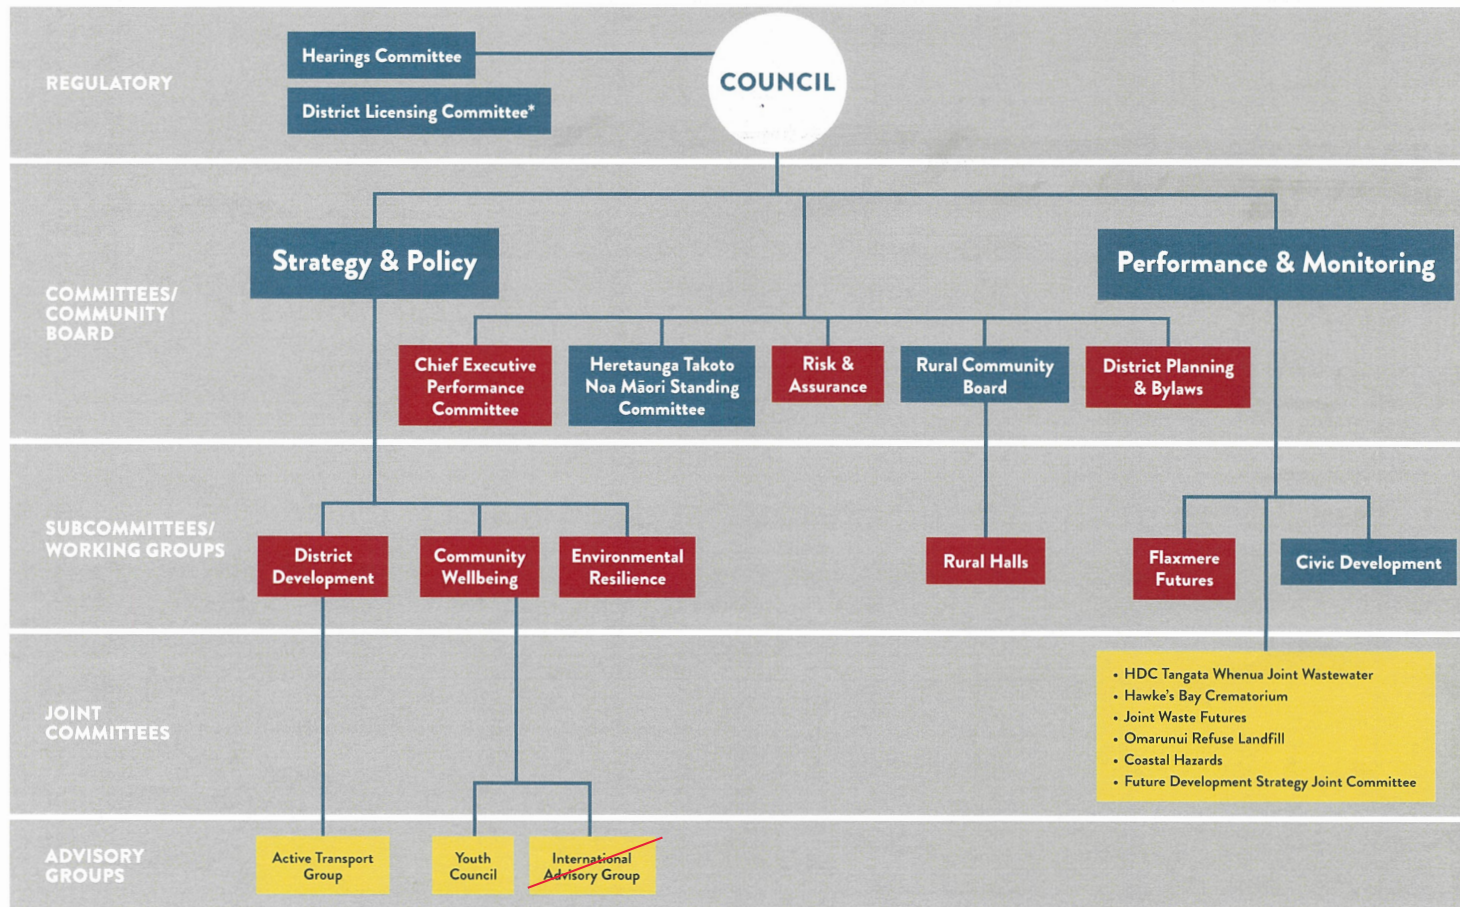 REGULATORY
Hearings Committee
District Licensing Committee*
COUNCIL
COMMITTEES/
COMMUNITY
BOARD
Strategy & Policy
Performance & Monitoring
Chief Executive
Performance
Committee
Heretaunga Takoto
Noa Māori Standing
Committee
Risk &
Assurance
Rural Community
Board
District Planning
& Bylaws
SUBCOMMITTEES/
WORKING GROUPS
District
Development
Community
Wellbeing
Environmental
Resilience
Rural Halls
Flaxmere
Futures
Civic Development
JOINT
COMMITTEES
• HDC Tangata Whenua Joint Wastewater
• Hawke's Bay Crematorium
• Joint Waste Futures
• Omarunui Refuse Landfill
• Coastal Hazards
• Future Development Strategy Joint Committee
ADVISORY
GROUPS
Active Transport
Group
Youth
Council
International
Advisory Group